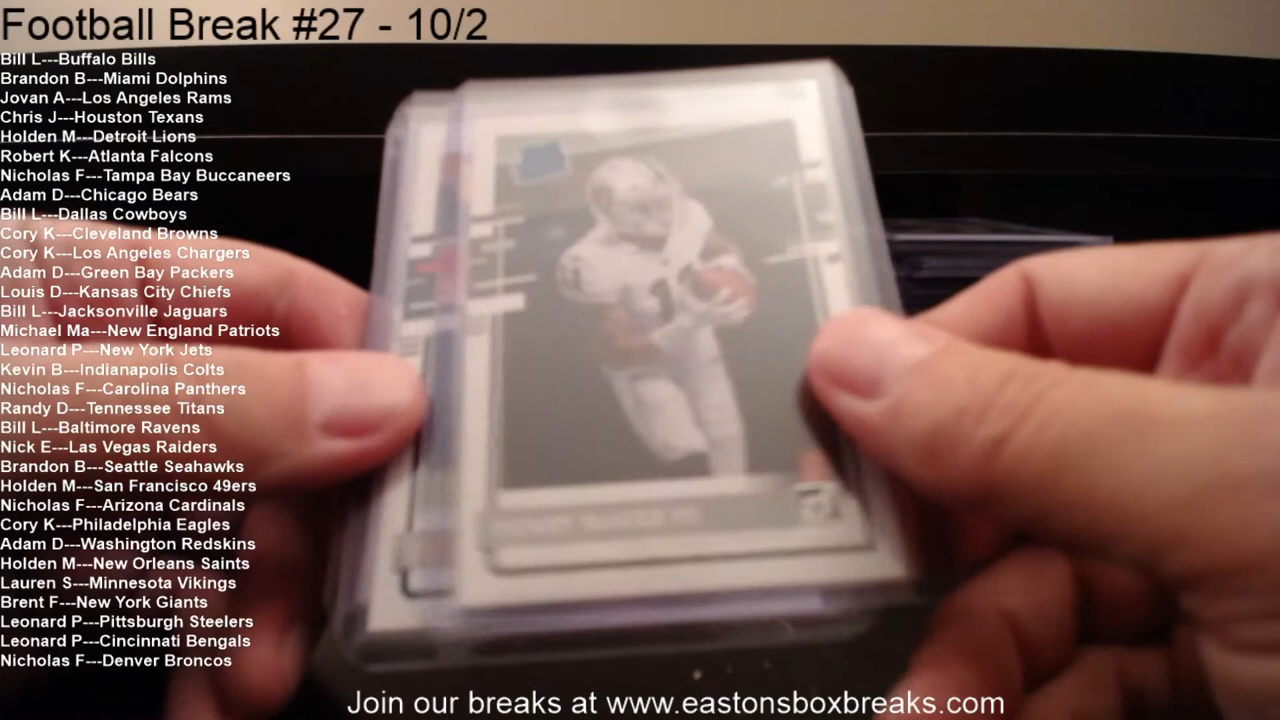 Football Break #27 - 10/2
Bill L---Buffalo Bills
Brandon B---Miami Dolphins
Jovan A---Los Angeles Rams
Chris J---Houston Texans
Holden M---Detroit Lions
Robert K---Atlanta Falcons
Nicholas F---Tampa Bay Buccaneers
Adam D---Chicago Bears
Bill L---Dallas Cowboys
Cory K---Cleveland Browns
Cory K---Los Angeles Chargers
Adam D---Green Bay Packers
Louis D---Kansas City Chiefs
Bill L---Jacksonville Jaguars
Michael Ma---New England Patriots
Leonard P---New York Jets
Kevin B---Indianapolis Colts
Nicholas F---Carolina Panthers
Randy D---Tennessee Titans
Bill L---Baltimore Ravens
Nick E---Las Vegas Raiders
Brandon B---Seattle Seahawks
Holden M---San Francisco 49ers
Nicholas F---Arizona Cardinals
Cory K---Philadelphia Eagles
Adam D---Washington Redskins
Holden M---New Orleans Saints
Lauren S---Minnesota Vikings
Brent F---New York Giants
Leonard P---Pittsburgh Steelers
Leonard P---Cincinnati Bengals
Nicholas F---Denver Broncos
Join our breaks at www.eastonsboxbreaks.com